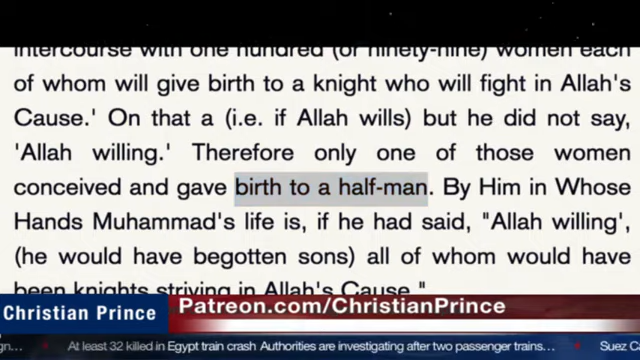 intercourse with one hundred (or ninety-nine) women each
of whom will give birth to a knight who will fight in Allah's
Cause.' On that a (i.e. if Allah wills) but he did not say,
'Allah willing.' Therefore only one of those women
conceived and gave birth to a half-man. By Him in Whose
Hands Muhammad's life is, if he had said, "Allah willing',
(he would have begotten sons) all of whom would have
been knights striving in Allah's Cause."
Christian Prince
Patreon.com/ChristianPrince
gn... At least 32 killed in Egypt train crash Authorities are investigating after two passenger trains... Suez C